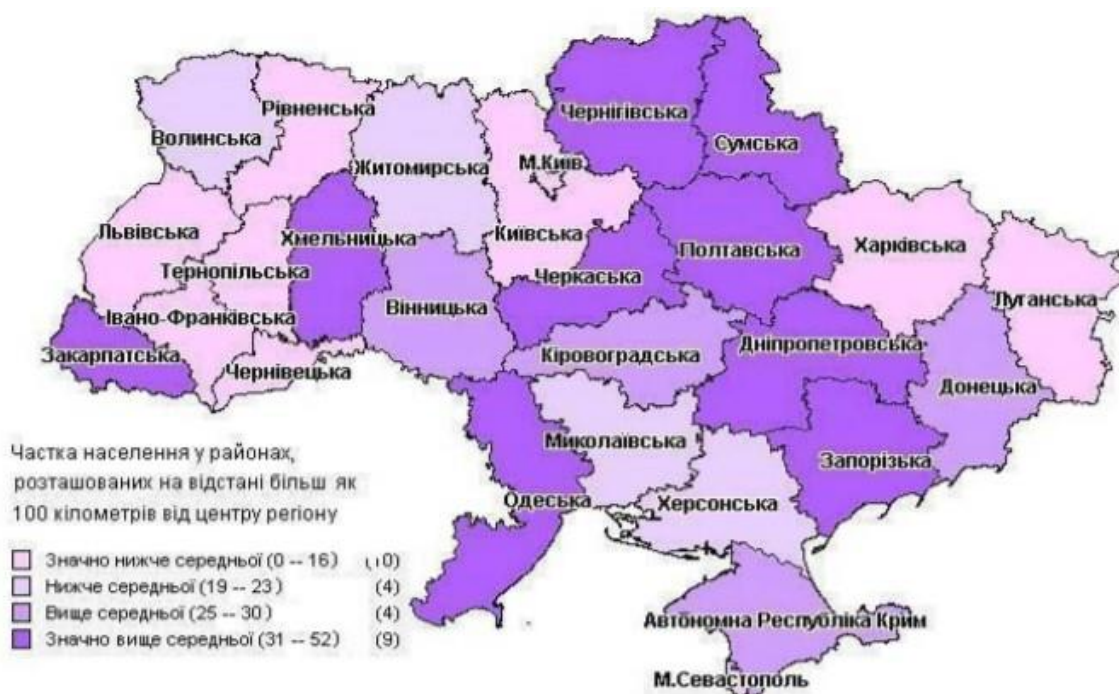 Чернігівська
Рівненська
Волинська
Сумська
М.Київ
Житомирська
Львівська
Хмельницька
Київська
Полтавська
Харківська
Тернопільська
Черкаська
Луганська
Вінницька
Івано-Франківська
Закарпатська
Чернівецька
Кіровоградська
Дніпропетровська
Донецька
Миколаївська
Запорізька
Одеська
Херсонська
Автономна Республіка Крим
М.Севастополь
Частка населення у районах,
розташованих на відстані більш як
100 кілометрів від центру регіону
Значно нижче середньої (0 -- 16) (10)
Нижче середньої (19 -- 23) (4)
Вище середньої (25 -- 30) (4)
Значно вище середньої (31 -- 52) (9)